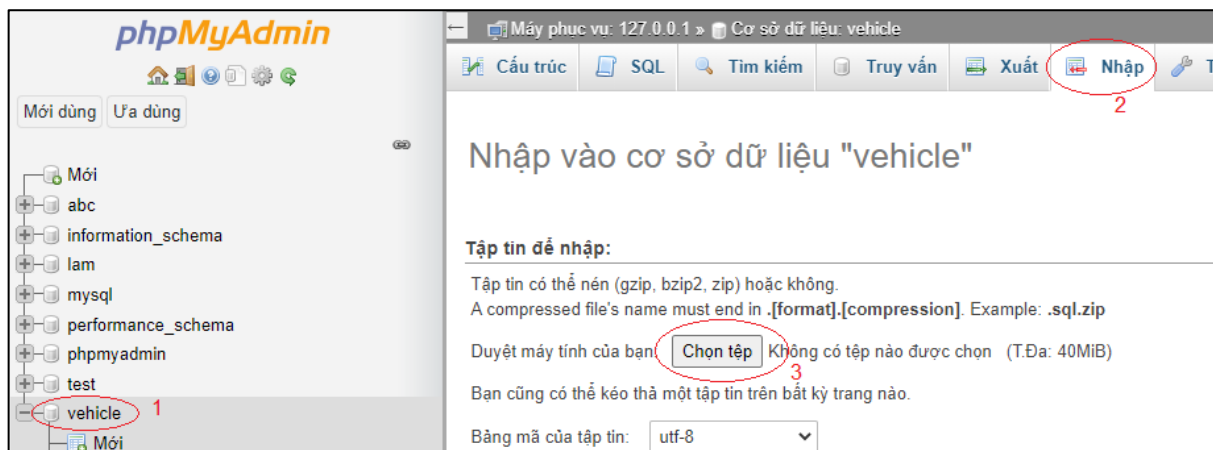 phpMyAdmin
Mới dùng Ưa dùng
Mới
abc
information_schema
lam
mysql
performance_schema
phpmyadmin
test
vehicle 1
Mới
← Máy phục vụ: 127.0.0.1 » Cơ sở dữ liệu: vehicle
Cấu trúc SQL Tìm kiếm Truy vấn Xuất Nhập T
2
Nhập vào cơ sở dữ liệu "vehicle"
Tập tin để nhập:
Tập tin có thể nén (gzip, bzip2, zip) hoặc không.
A compressed file's name must end in .[format].[compression]. Example: .sql.zip
Duyệt máy tính của bạn: Chọn tệp Không có tệp nào được chọn (T.Đa: 40MiB)
3
Bạn cũng có thể kéo thả một tập tin trên bất kỳ trang nào.
Bảng mã của tập tin: utf-8